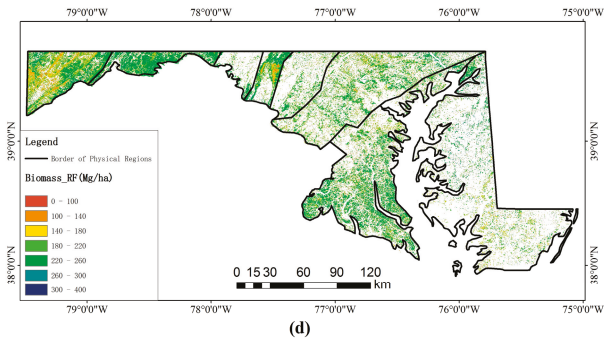 79°0'0"W 78°0'0"W 77°0'0"W 76°0'0"W 75°0'0"W
39°0'0"N
38°0'0"N
Legend
Border of Physical Regions
Biomass_RF(Mg/ha)
0 - 100
100 - 140
140 - 180
180 - 220
220 - 260
260 - 300
300 - 400
0 15 30 60 90 120
km
39°0'0"N
38°0'0"N
79°0'0"W 78°0'0"W 77°0'0"W 76°0'0"W 75°0'0"W
(d)